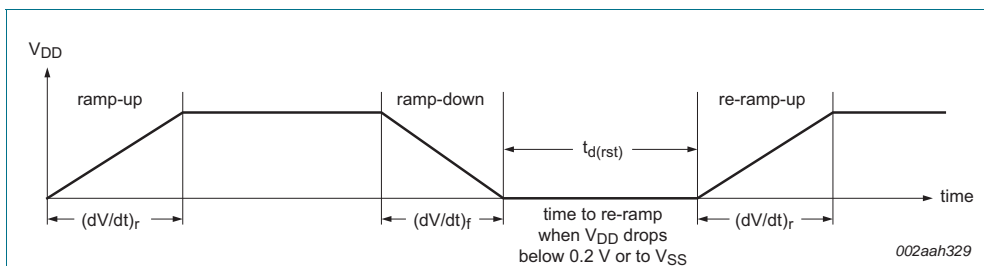 VDD
ramp-up
ramp-down
re-ramp-up
td(rst)
time
(dV/dt)r
(dV/dt)f
time to re-ramp
when VDD drops
below 0.2 V or to VSS
(dV/dt)r
002aah329